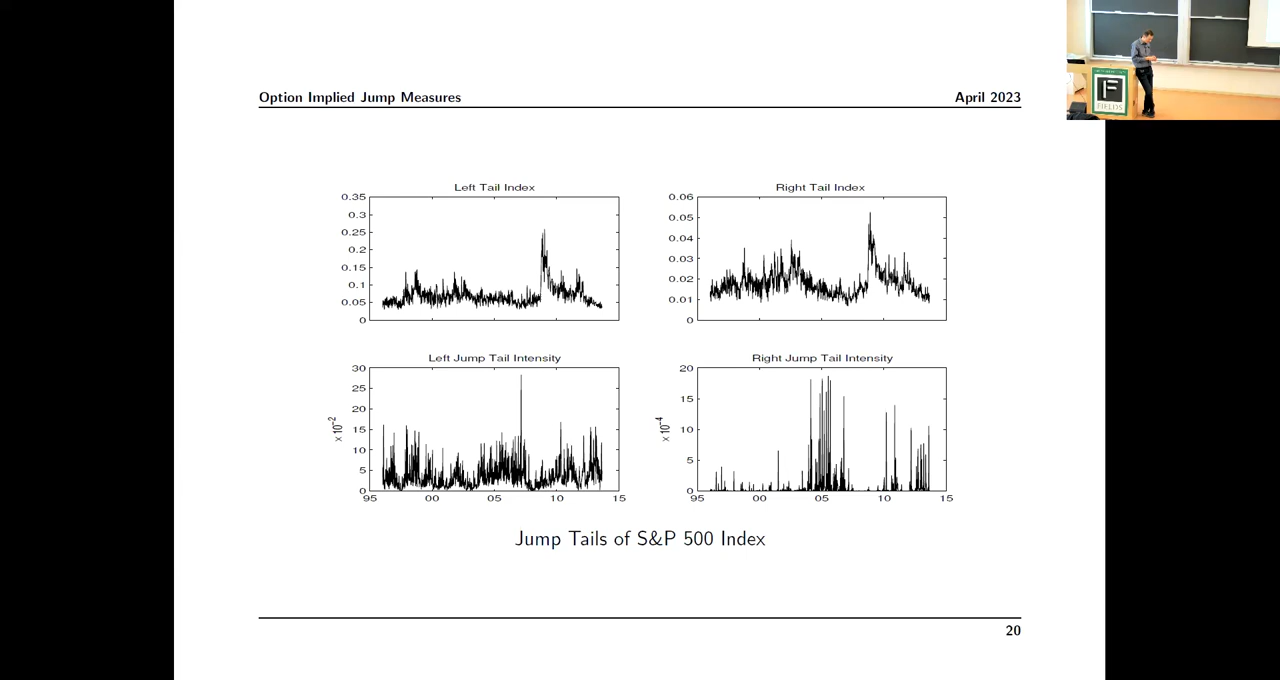 Option Implied Jump Measures April 2023
Left Tail Index
0.35
0.3
0.25
0.2
0.15
0.1
0.05
0
Right Tail Index
0.06
0.05
0.04
0.03
0.02
0.01
0
Left Jump Tail Intensity
30
25
20
15
10
5
0
x 10^-2
95 00 05 10 15
Right Jump Tail Intensity
20
15
10
5
0
x 10^-4
95 00 05 10 15
Jump Tails of S&P 500 Index
20
F
FIELDS